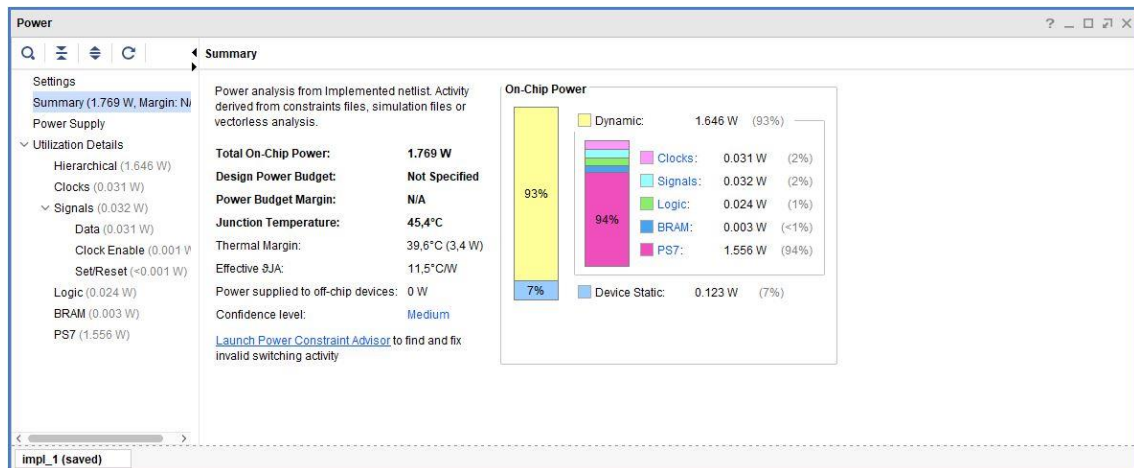 Power
Summary
Settings
Summary (1.769 W, Margin: N/
Power Supply
Utilization Details
Hierarchical (1.646 W)
Clocks (0.031 W)
Signals (0.032 W)
Data (0.031 W)
Clock Enable (0.001 W
Set/Reset (<0.001 W)
Logic (0.024 W)
BRAM (0.003 W)
PS7 (1.556 W)
Power analysis from Implemented netlist. Activity
derived from constraints files, simulation files or
vectorless analysis.
Total On-Chip Power: 1.769 W
Design Power Budget: Not Specified
Power Budget Margin: N/A
Junction Temperature: 45,4°C
Thermal Margin: 39,6°C (3,4 W)
Effective ϑJA: 11,5°C/W
Power supplied to off-chip devices: 0 W
Confidence level: Medium
Launch Power Constraint Advisor to find and fix
invalid switching activity
On-Chip Power
93%
7%
Dynamic: 1.646 W (93%)
94%
Clocks: 0.031 W (2%)
Signals: 0.032 W (2%)
Logic: 0.024 W (1%)
BRAM: 0.003 W (<1%)
PS7: 1.556 W (94%)
Device Static: 0.123 W (7%)
impl_1 (saved)